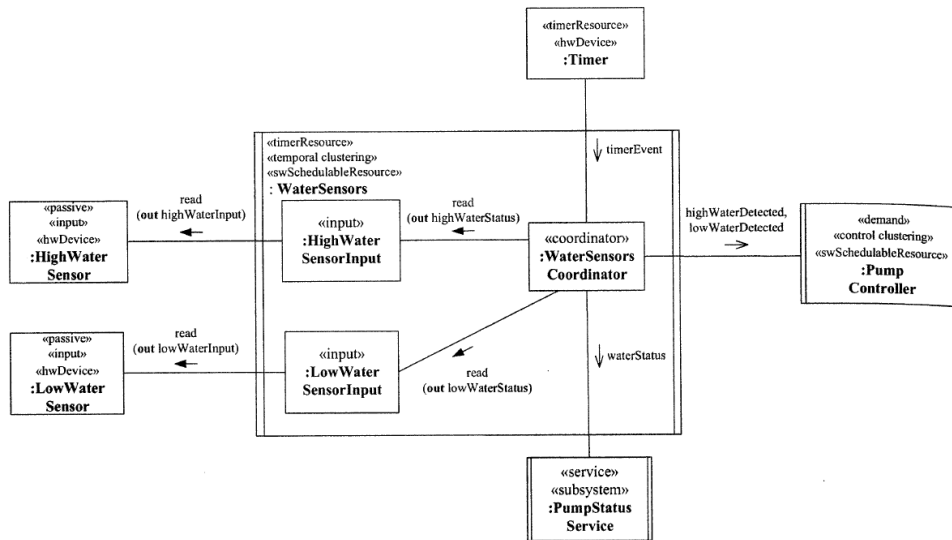 «timerResource»
«hwDevice»
:Timer
timerEvent
«timerResource»
«temporal clustering»
«swSchedulableResource»
: WaterSensors
read
(out highWaterInput)
«passive»
«input»
«hwDevice»
:HighWater
Sensor
«input»
:HighWater
SensorInput
read
(out highWaterStatus)
«coordinator»
:WaterSensors
Coordinator
highWaterDetected,
lowWaterDetected
«demand»
«control clustering»
«swSchedulableResource»
:Pump
Controller
read
(out lowWaterInput)
«passive»
«input»
«hwDevice»
:LowWater
Sensor
«input»
:LowWater
SensorInput
read
(out lowWaterStatus)
waterStatus
«service»
«subsystem»
:PumpStatus
Service